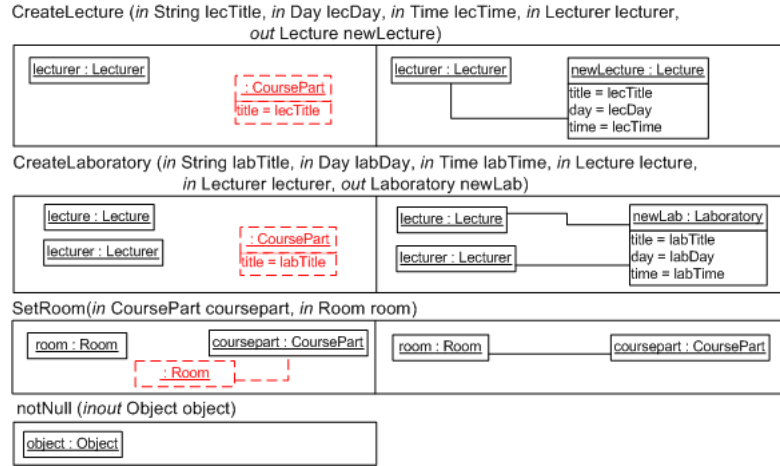 CreateLecture (in String lecTitle, in Day lecDay, in Time lecTime, in Lecturer lecturer,
out Lecture newLecture)
lecturer : Lecturer
: CoursePart
title = lecTitle
lecturer : Lecturer
newLecture : Lecture
title = lecTitle
day = lecDay
time = lecTime
CreateLaboratory (in String labTitle, in Day labDay, in Time labTime, in Lecture lecture,
in Lecturer lecturer, out Laboratory newLab)
lecture : Lecture
lecturer : Lecturer
: CoursePart
title = labTitle
lecture : Lecture
lecturer : Lecturer
newLab : Laboratory
title = labTitle
day = labDay
time = labTime
SetRoom(in CoursePart coursepart, in Room room)
room : Room
coursepart : CoursePart
: Room
room : Room
coursepart : CoursePart
notNull (inout Object object)
object : Object